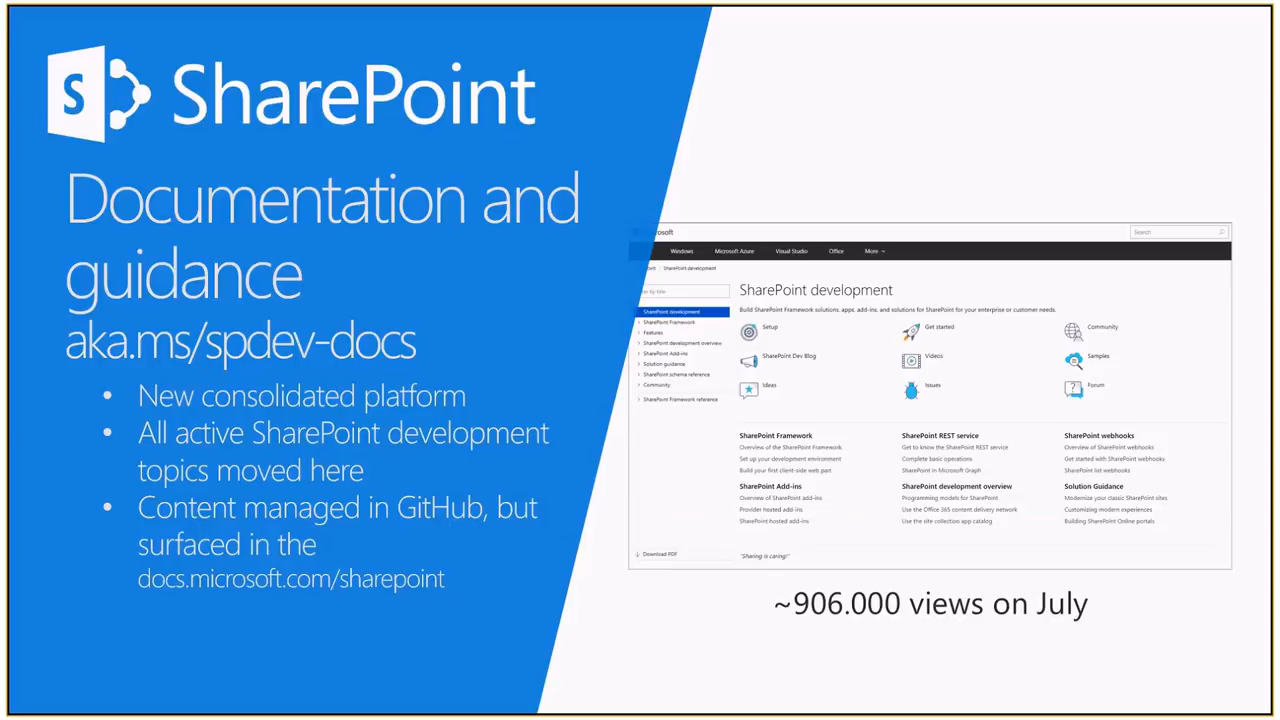 SharePoint
Documentation and
guidance
aka.ms/spdev-docs
• New consolidated platform
• All active SharePoint development
topics moved here
• Content managed in GitHub, but
surfaced in the
docs.microsoft.com/sharepoint
Search
Windows Microsoft Azure Visual Studio Office More
SharePoint development
SharePoint development
SharePoint Framework
Features
SharePoint development overview
SharePoint Add-ins
Solution guidance
SharePoint schema reference
Community
SharePoint Framework reference
Download PDF
SharePoint development
Build SharePoint Framework solutions, apps, add-ins, and solutions for SharePoint for your enterprise or customer needs.
Setup Get started Community
SharePoint Dev Blog Videos Samples
Ideas Issues Forum
SharePoint Framework SharePoint REST service SharePoint webhooks
Overview of the SharePoint Framework Get to know the SharePoint REST service Overview of SharePoint webhooks
Set up your development environment Complete basic operations Get started with SharePoint webhooks
Build your first client-side web part SharePoint in Microsoft Graph SharePoint list webhooks
SharePoint Add-ins SharePoint development overview Solution Guidance
Overview of SharePoint add-ins Programming models for SharePoint Modernize your classic SharePoint sites
Provider hosted add-ins Use the Office 365 content delivery network Customizing modern experiences
SharePoint hosted add-ins Use the site collection app catalog Building SharePoint Online portals
"Sharing is caring!"
~906.000 views on July